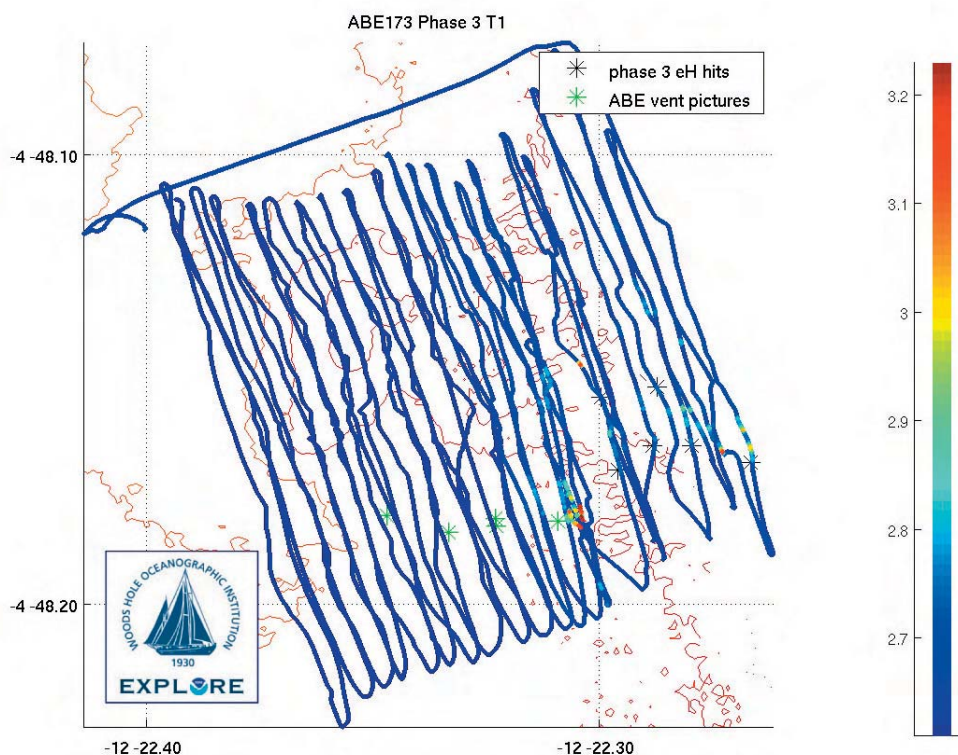 ABE173 Phase 3 T1
phase 3 eH hits
ABE vent pictures
-4 -48.10
-4 -48.20
-12 -22.40
-12 -22.30
3.2
3.1
3
2.9
2.8
2.7
WOODS HOLE OCEANOGRAPHIC INSTITUTION
1930
EXPLORE